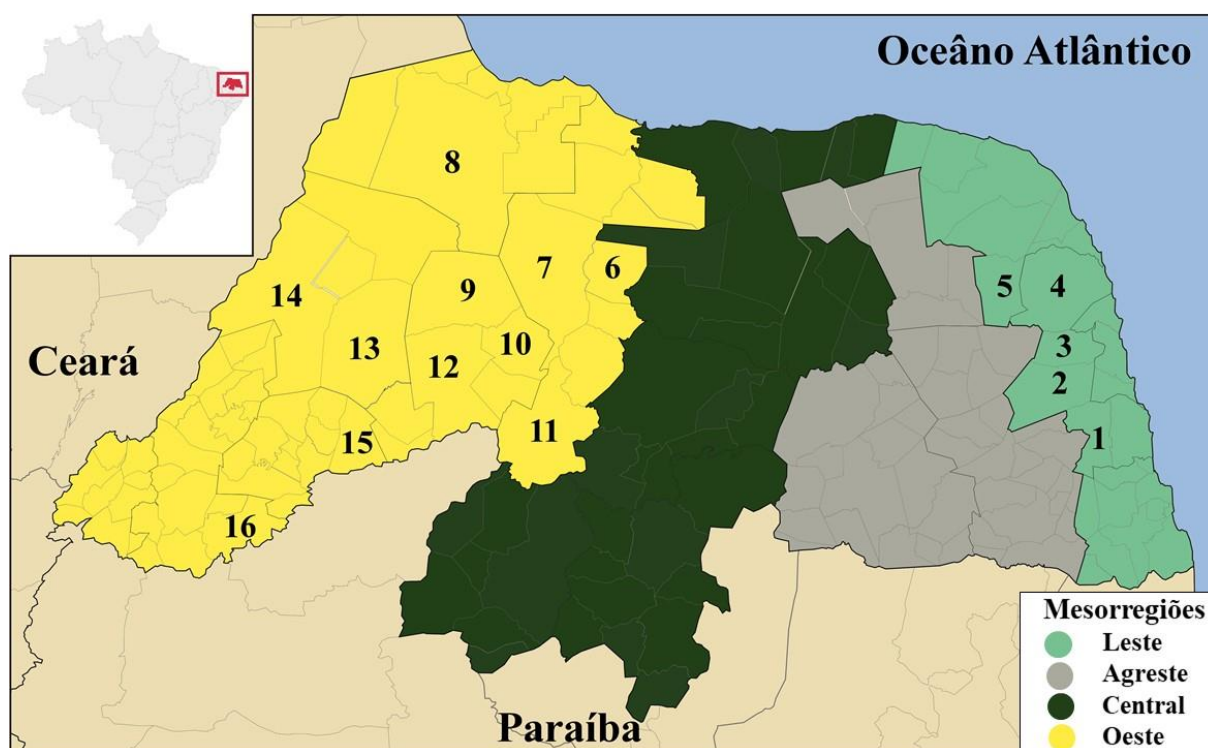 Oceâno Atlântico
8
14
9
7
6
5
4
3
2
1
13
12
10
11
15
16
Ceará
Paraíba
Mesorregiões
Leste
Agreste
Central
Oeste